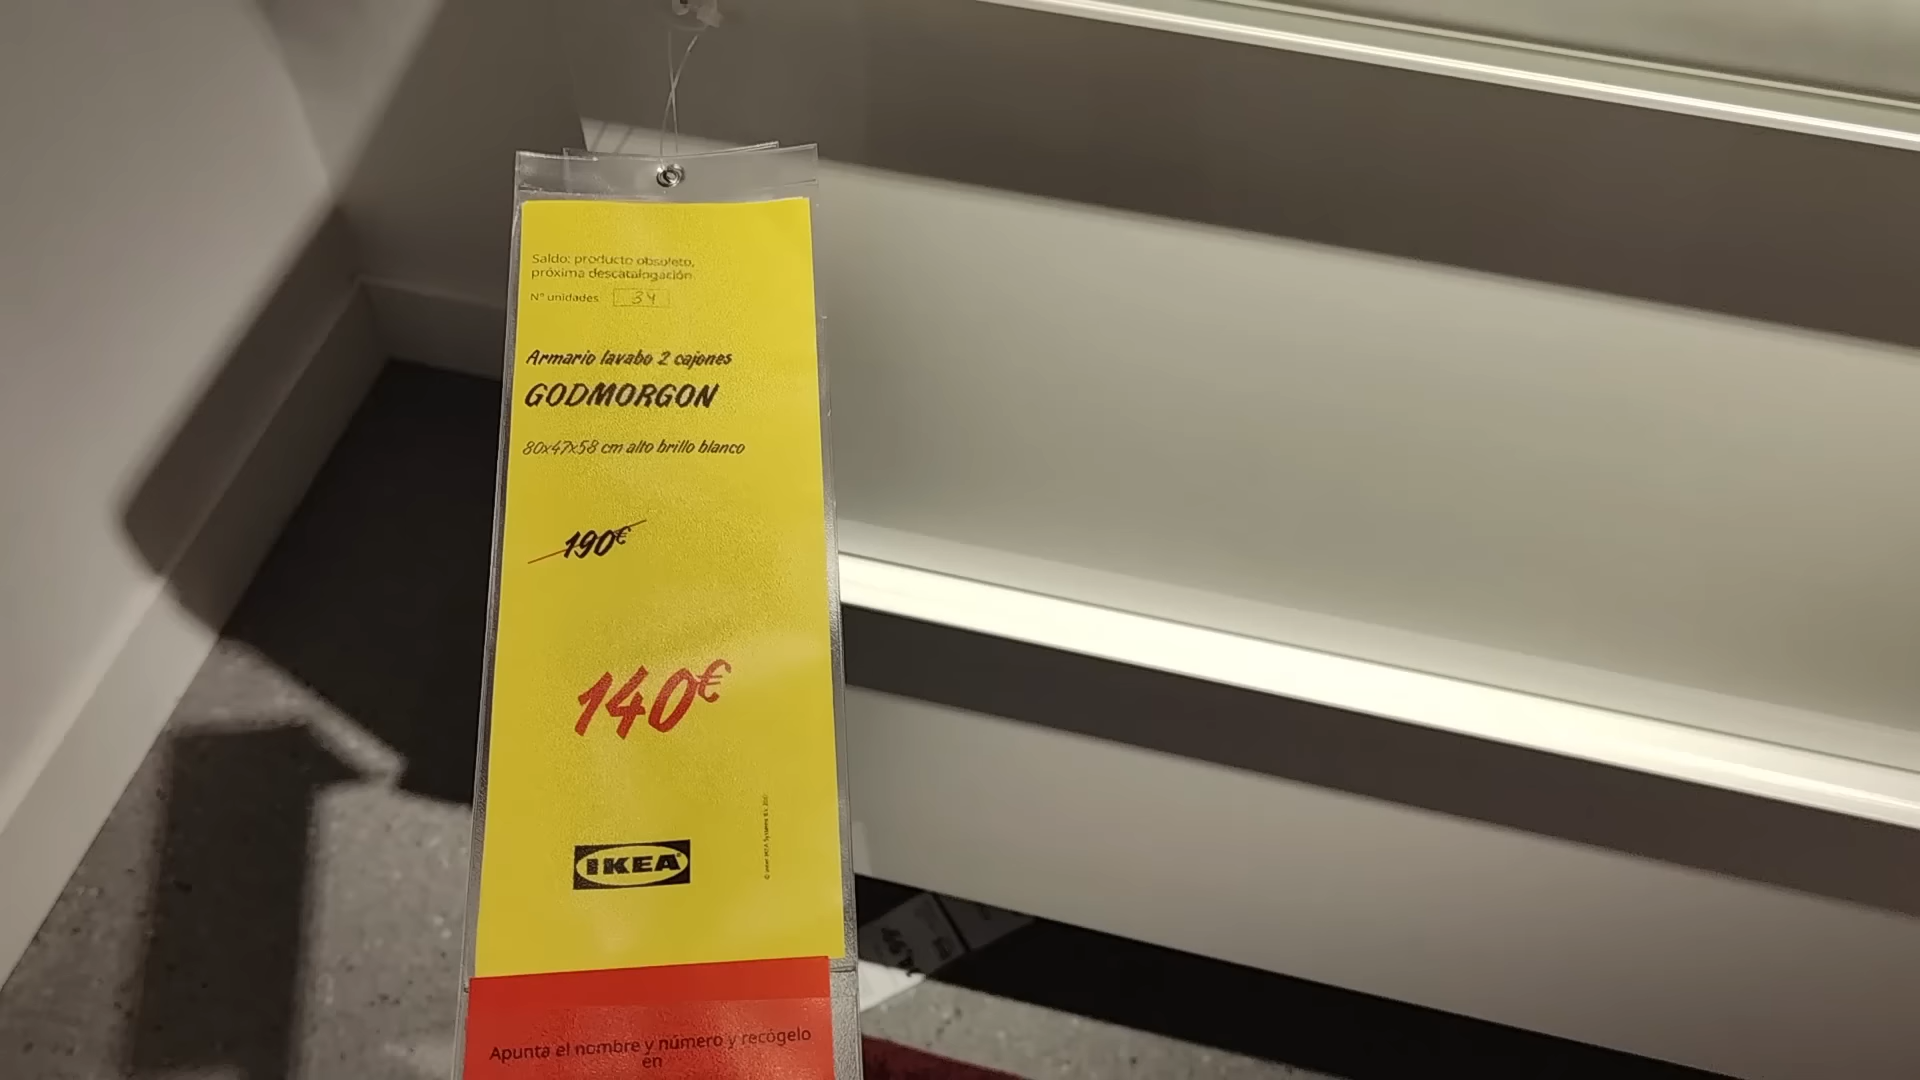 Saldo: producto obsoleto,
próxima descatalogación
Nº unidades 34
Armario lavabo 2 cajones
GODMORGON
80x47x58 cm alto brillo blanco
190€
140€
IKEA
Apunta el nombre y número y recógelo
en